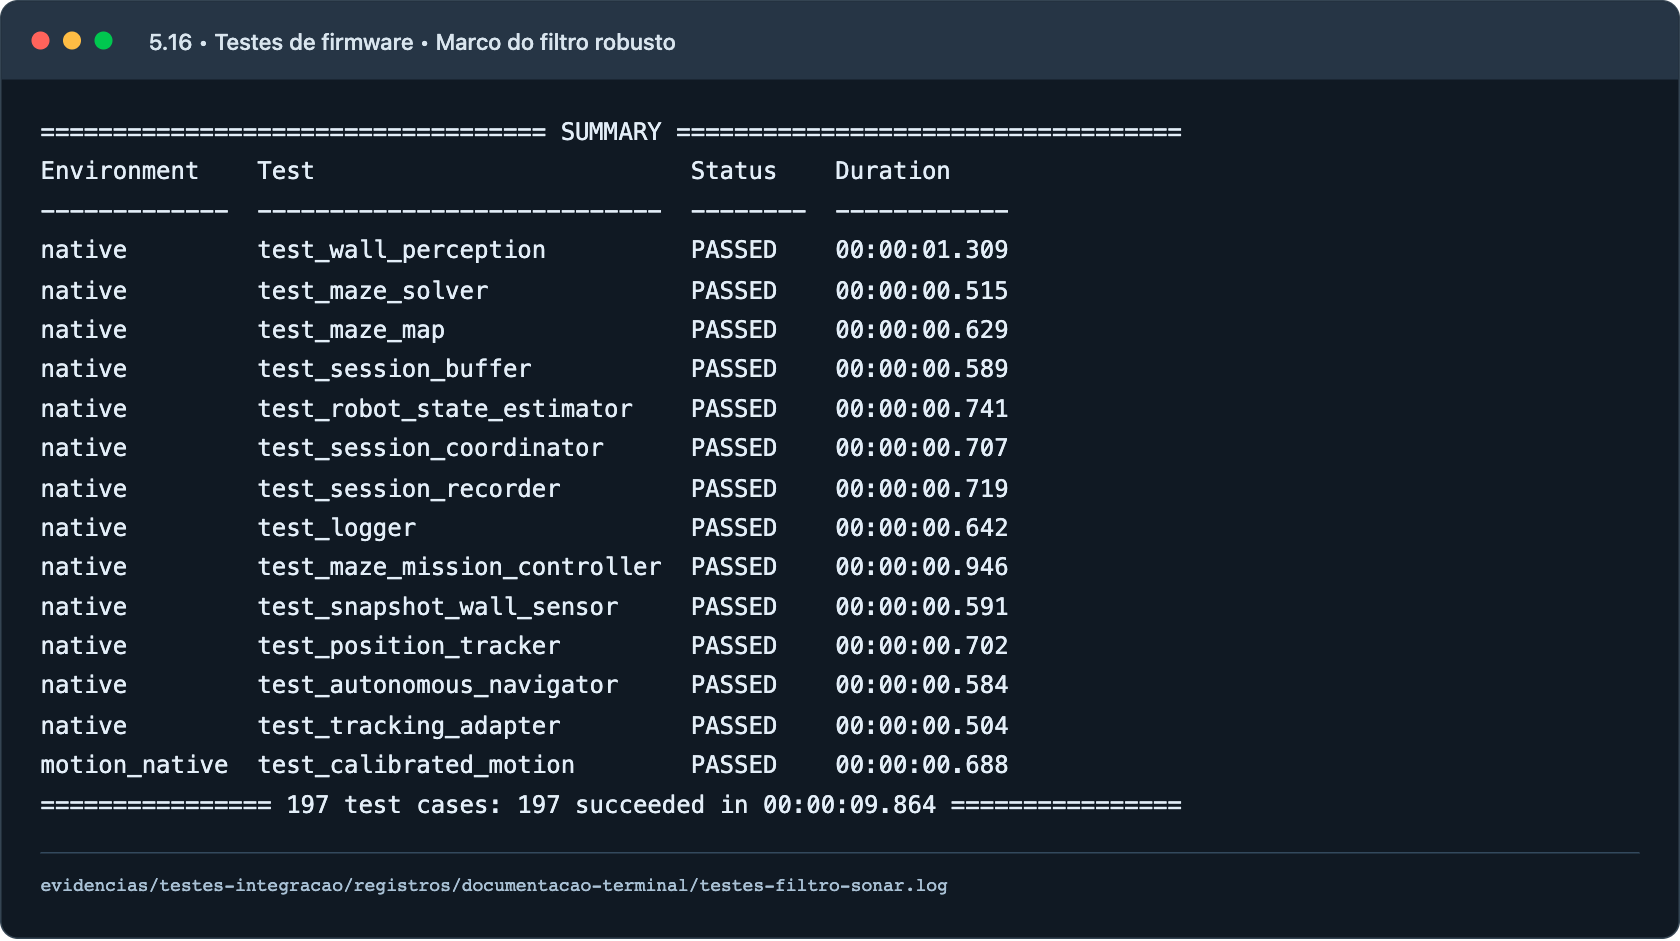 5.16 • Testes de firmware • Marco do filtro robusto
=================================== SUMMARY ===================================
Environment    Test                          Status    Duration
-------------  ----------------------------  --------  ------------
native         test_wall_perception          PASSED    00:00:01.309
native         test_maze_solver              PASSED    00:00:00.515
native         test_maze_map                 PASSED    00:00:00.629
native         test_session_buffer           PASSED    00:00:00.589
native         test_robot_state_estimator    PASSED    00:00:00.741
native         test_session_coordinator      PASSED    00:00:00.707
native         test_session_recorder         PASSED    00:00:00.719
native         test_logger                   PASSED    00:00:00.642
native         test_maze_mission_controller  PASSED    00:00:00.946
native         test_snapshot_wall_sensor     PASSED    00:00:00.591
native         test_position_tracker         PASSED    00:00:00.702
native         test_autonomous_navigator     PASSED    00:00:00.584
native         test_tracking_adapter         PASSED    00:00:00.504
motion_native  test_calibrated_motion        PASSED    00:00:00.688
================ 197 test cases: 197 succeeded in 00:00:09.864 ================
evidencias/testes-integracao/registros/documentacao-terminal/testes-filtro-sonar.log